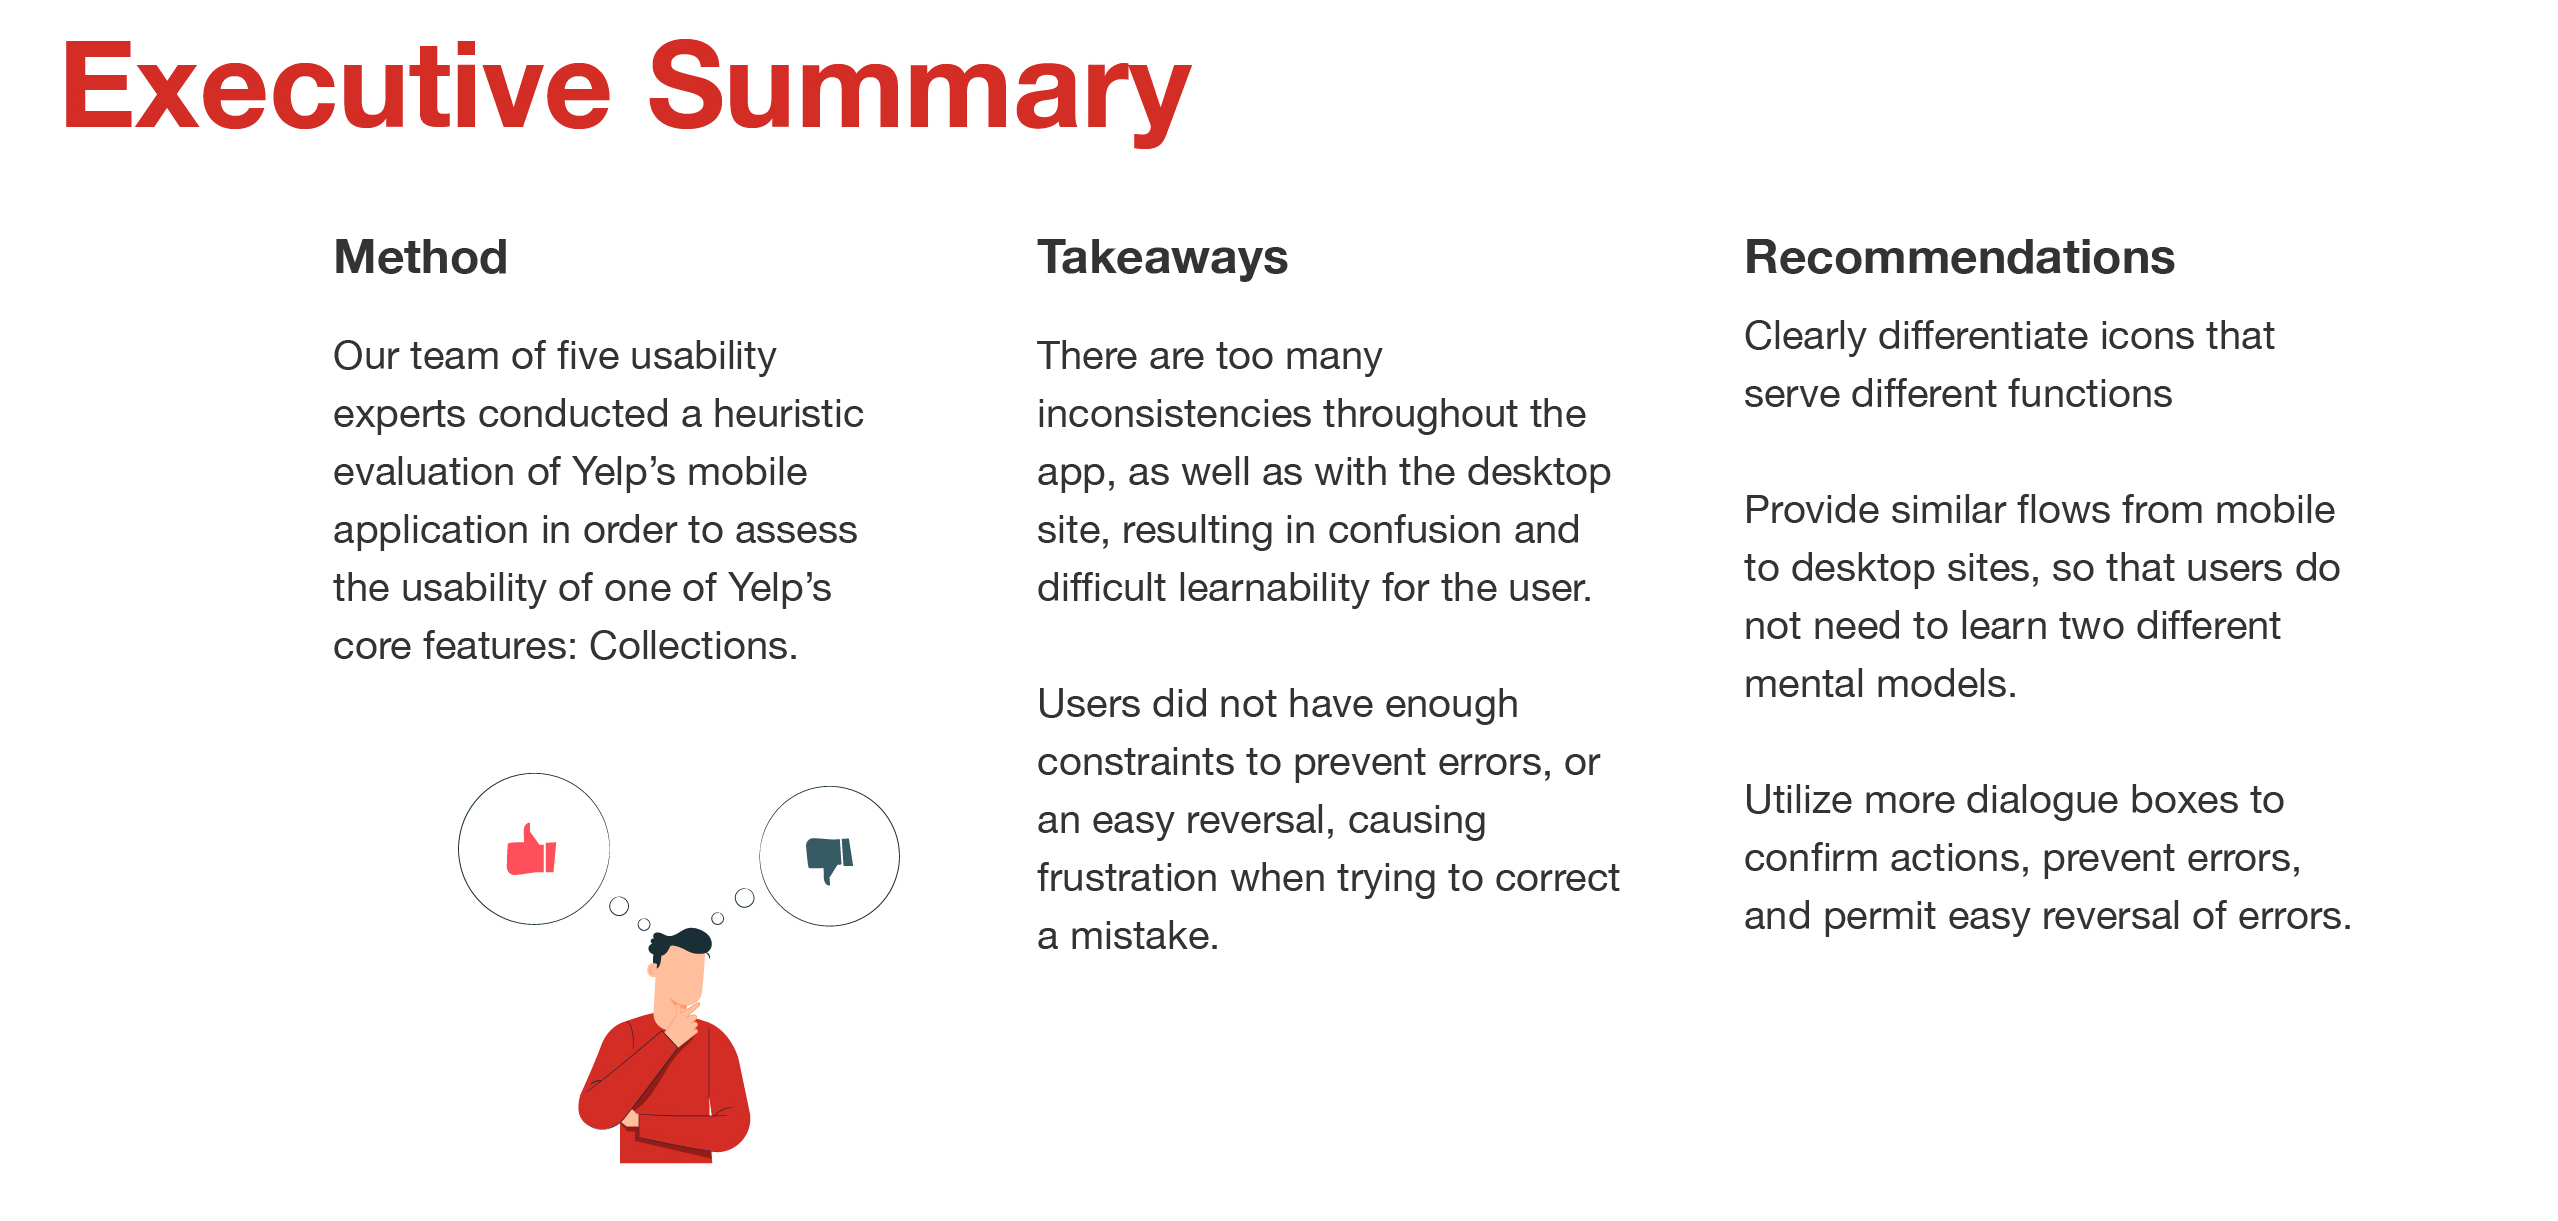 Executive Summary
Method
Our team of five usability
experts conducted a heuristic
evaluation of Yelp’s mobile
application in order to assess
the usability of one of Yelp’s
core features: Collections.
Takeaways
There are too many
inconsistencies throughout the
app, as well as with the desktop
site, resulting in confusion and
difficult learnability for the user.
Users did not have enough
constraints to prevent errors, or
an easy reversal, causing
frustration when trying to correct
a mistake.
Recommendations
Clearly differentiate icons that
serve different functions
Provide similar flows from mobile
to desktop sites, so that users do
not need to learn two different
mental models.
Utilize more dialogue boxes to
confirm actions, prevent errors,
and permit easy reversal of errors.